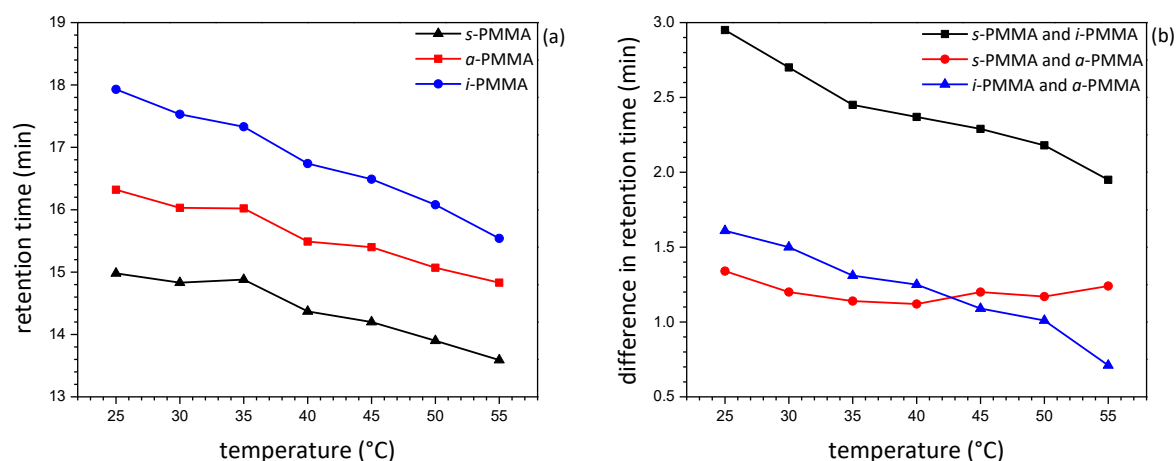 (a)
s-PMMA
a-PMMA
i-PMMA
retention time (min)
19
18
17
16
15
14
13
25 30 35 40 45 50 55
temperature (°C)
(b)
s-PMMA and i-PMMA
s-PMMA and a-PMMA
i-PMMA and a-PMMA
difference in retention time (min)
3.0
2.5
2.0
1.5
1.0
0.5
25 30 35 40 45 50 55
temperature (°C)